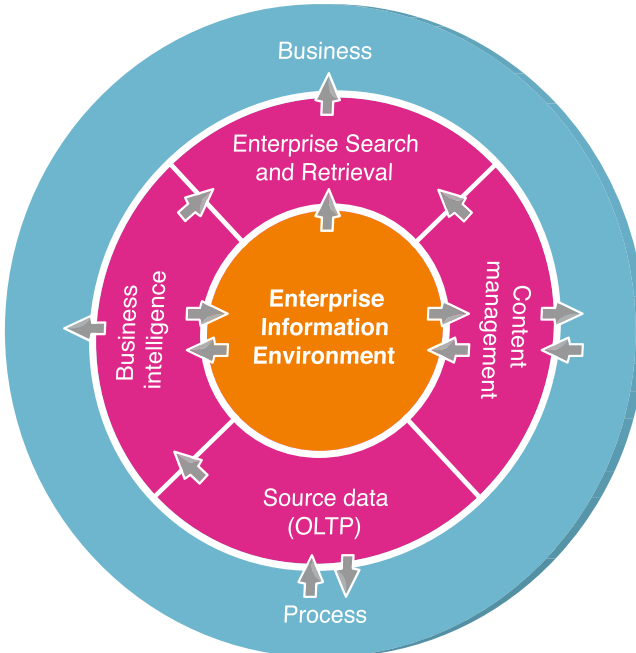 Business
Enterprise Search
and Retrieval
Business
intelligence
Enterprise
Information
Environment
Content
management
Source data
(OLTP)
Process